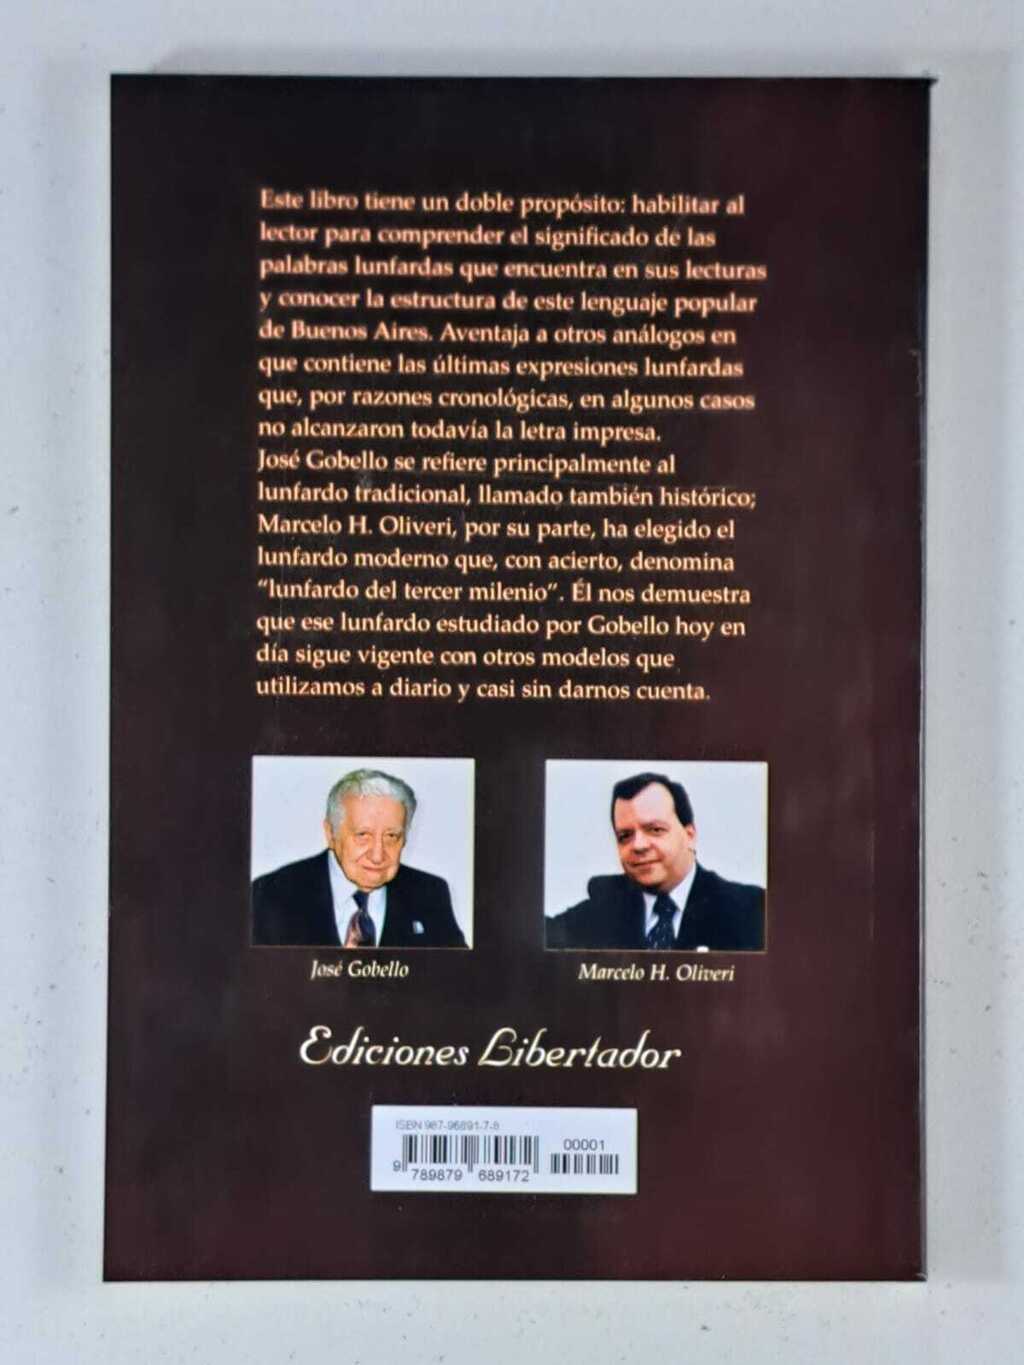 Este libro tiene un doble propósito: habilitar al
lector para comprender el significado de las
palabras lunfardas que encuentra en sus lecturas
y conocer la estructura de este lenguaje popular
de Buenos Aires. Aventaja a otros análogos en
que contiene las últimas expresiones lunfardas
que, por razones cronológicas, en algunos casos
no alcanzaron todavía la letra impresa.
José Gobello se refiere principalmente al
lunfardo tradicional, llamado también histórico;
Marcelo H. Oliveri, por su parte, ha elegido el
lunfardo moderno que, con acierto, denomina
“lunfardo del tercer milenio”. Él nos demuestra
que ese lunfardo estudiado por Gobello hoy en
día sigue vigente con otros modelos que
utilizamos a diario y casi sin darnos cuenta.
José Gobello
Marcelo H. Oliveri
Ediciones Libertador
ISBN 987-96891-7-8
00001
9 789879 689172